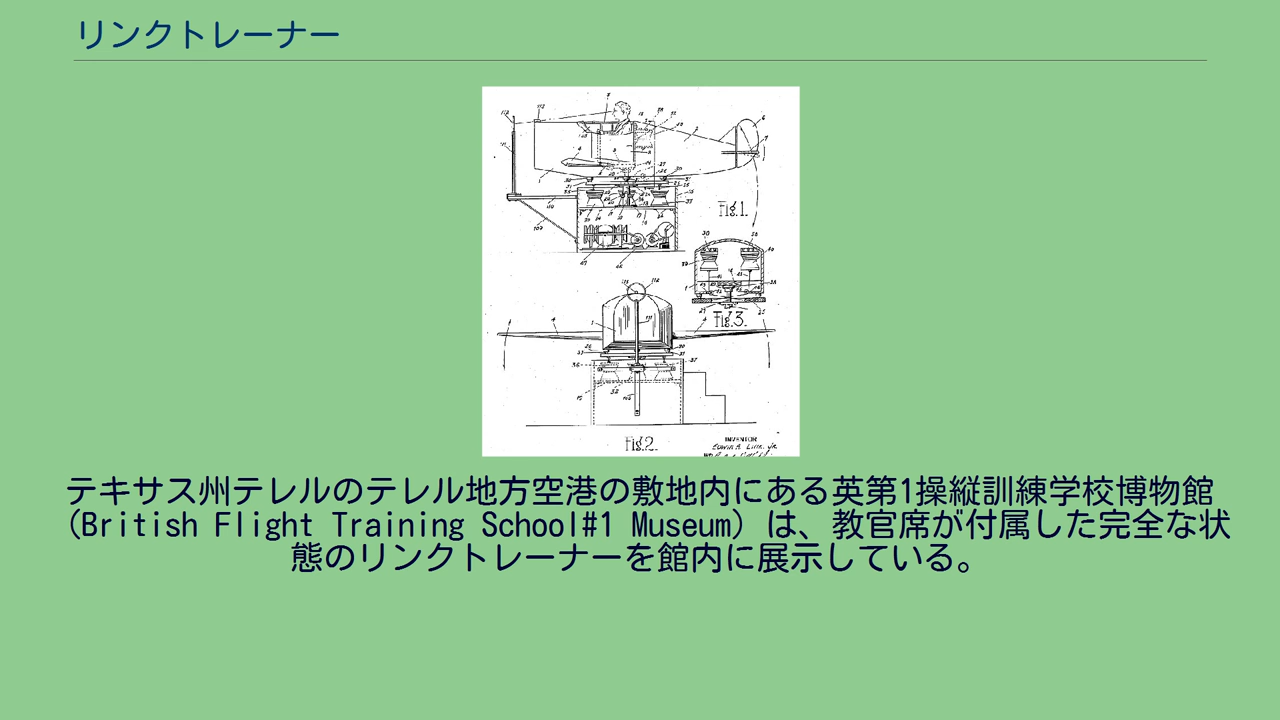 リンクトレーナー
Fig.1.
Fig.3.
Fig.2.
INVENTOR
EDWIN A. LINK, JR.
テキサス州テレルのテレル地方空港の敷地内にある英第1操縦訓練学校博物館
(British Flight Training School#1 Museum) は、教官席が付属した完全な状
態のリンクトレーナーを館内に展示している。